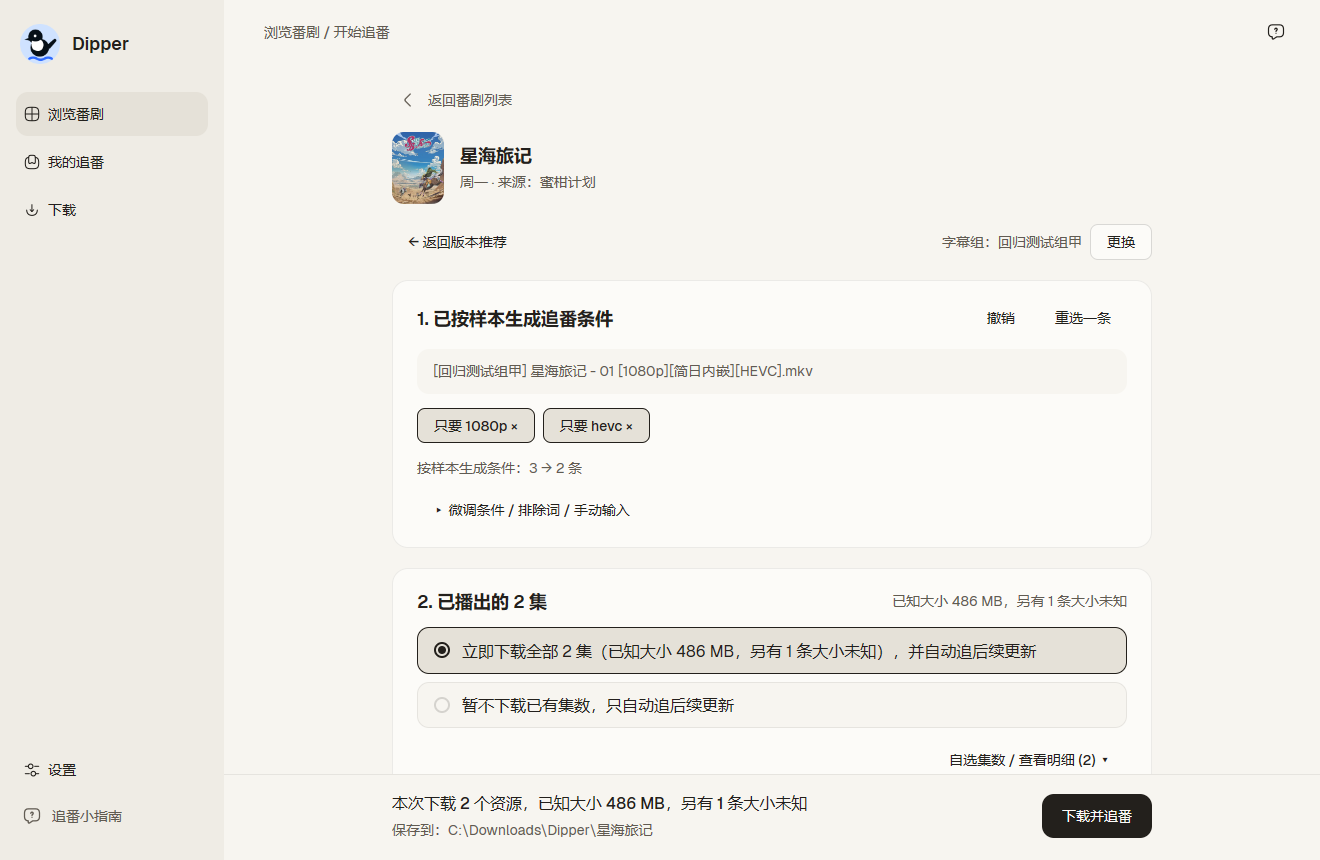 Dipper
浏览番剧
我的追番
下载
设置
追番小指南
浏览番剧 / 开始追番
返回番剧列表
星海旅记
周一 · 来源：蜜柑计划
← 返回版本推荐
字幕组：回归测试组甲
更换
1. 已按样本生成追番条件
撤销
重选一条
[回归测试组甲] 星海旅记 - 01 [1080p][简日内嵌][HEVC].mkv
只要 1080p ×
只要 hevc ×
按样本生成条件：3 → 2 条
▸ 微调条件 / 排除词 / 手动输入
2. 已播出的 2 集
已知大小 486 MB，另有 1 条大小未知
立即下载全部 2 集（已知大小 486 MB，另有 1 条大小未知），并自动追后续更新
暂不下载已有集数，只自动追后续更新
自选集数 / 查看明细 (2) ▾
本次下载 2 个资源，已知大小 486 MB，另有 1 条大小未知
保存到：C:\Downloads\Dipper\星海旅记
下载并追番